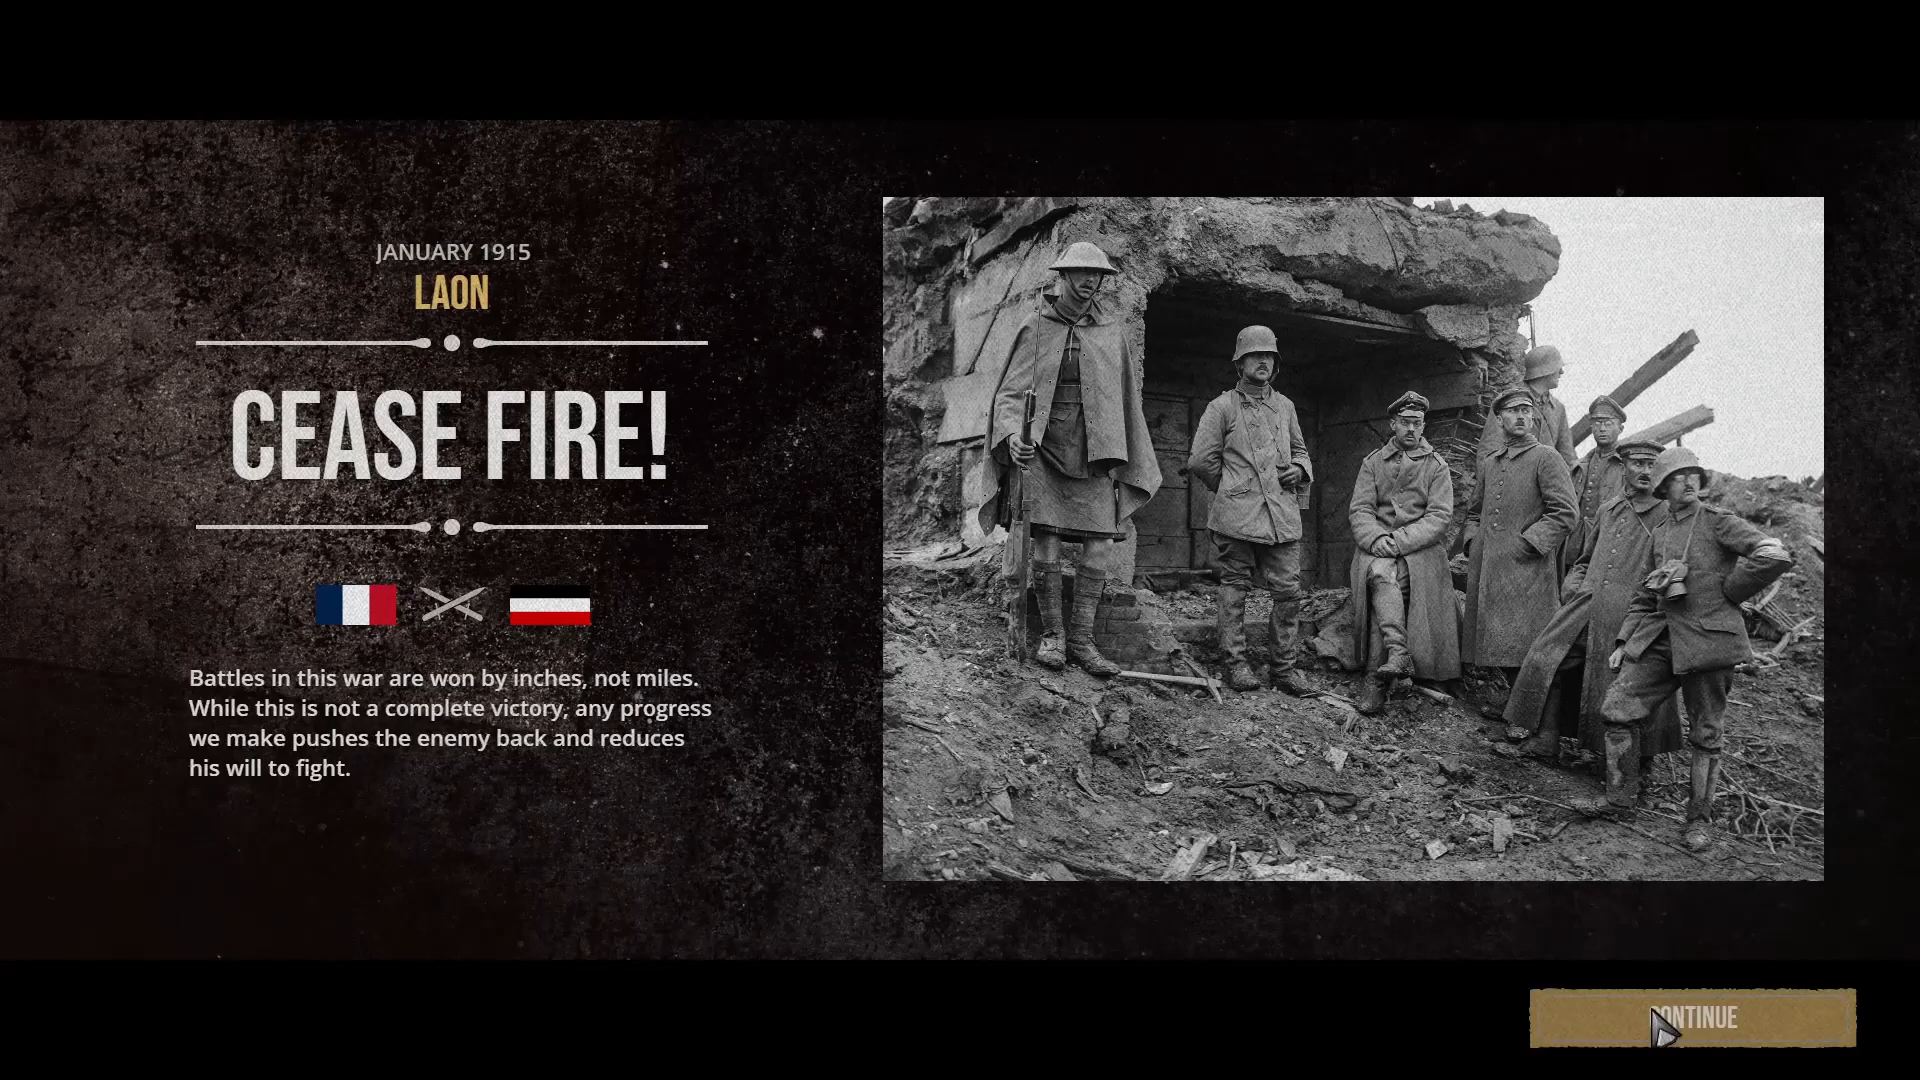 JANUARY 1915
LAON
CEASE FIRE!
Battles in this war are won by inches, not miles.
While this is not a complete victory, any progress
we make pushes the enemy back and reduces
his will to fight.
CONTINUE